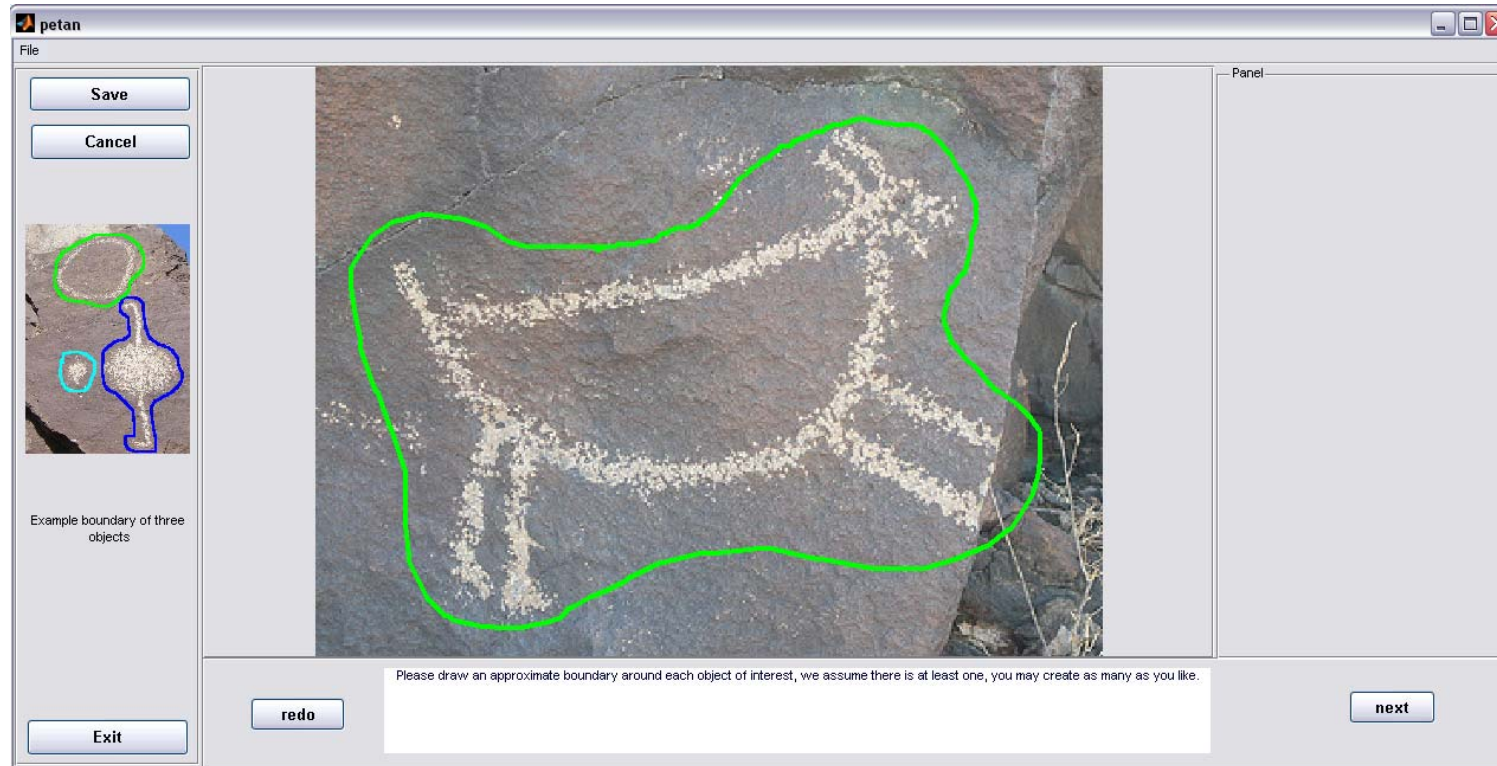 petan
File
Save
Cancel
Example boundary of three
objects
Exit
Panel
Please draw an approximate boundary around each object of interest, we assume there is at least one, you may create as many as you like.
redo
next